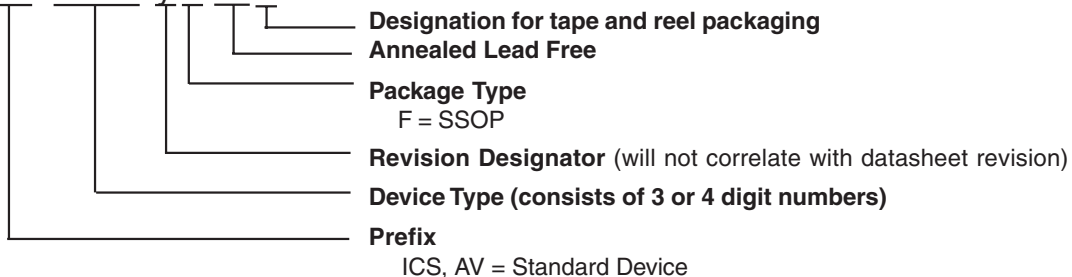 Designation for tape and reel packaging
Annealed Lead Free
Package Type
F = SSOP
Revision Designator (will not correlate with datasheet revision)
Device Type (consists of 3 or 4 digit numbers)
Prefix
ICS, AV = Standard Device